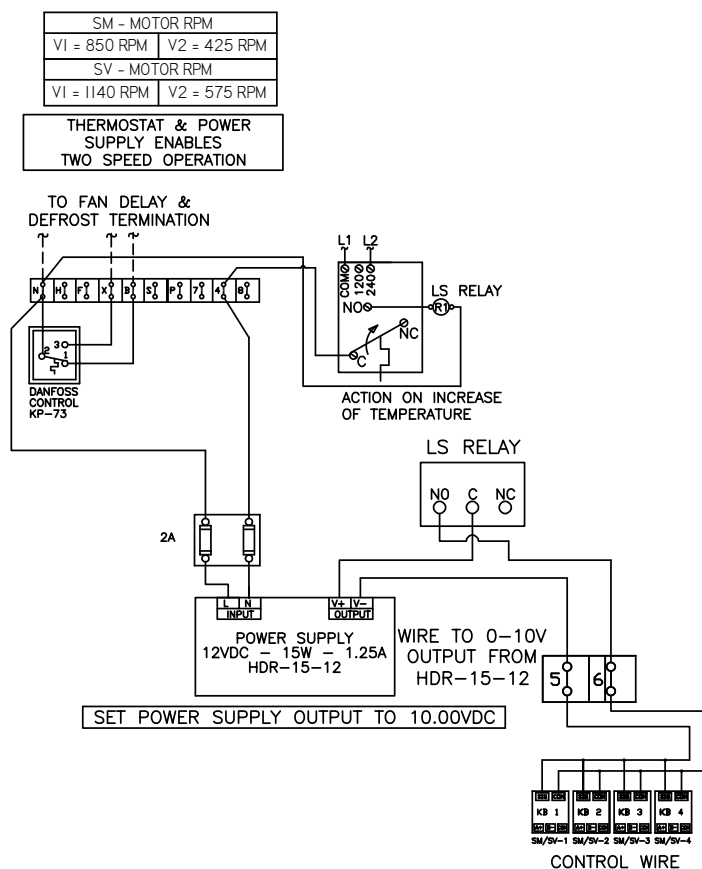 SM - MOTOR RPM
V1 = 850 RPM V2 = 425 RPM
SV - MOTOR RPM
V1 = 1140 RPM V2 = 575 RPM
THERMOSTAT & POWER
SUPPLY ENABLES
TWO SPEED OPERATION
TO FAN DELAY &
DEFROST TERMINATION
L1 L2
COM 120 240
N H F X B S P 7 4 8
LS RELAY
NO
R1
NC
C
3
2 1
DANFOSS
CONTROL
KP-73
ACTION ON INCREASE
OF TEMPERATURE
LS RELAY
NO C NC
2A
L N
INPUT
V+ V-
OUTPUT
POWER SUPPLY
12VDC - 15W - 1.25A
HDR-15-12
WIRE TO 0-10V
OUTPUT FROM
HDR-15-12
5 6
SET POWER SUPPLY OUTPUT TO 10.00VDC
KB 1 KB 2 KB 3 KB 4
SM/SV-1 SM/SV-2 SM/SV-3 SM/SV-4
CONTROL WIRE